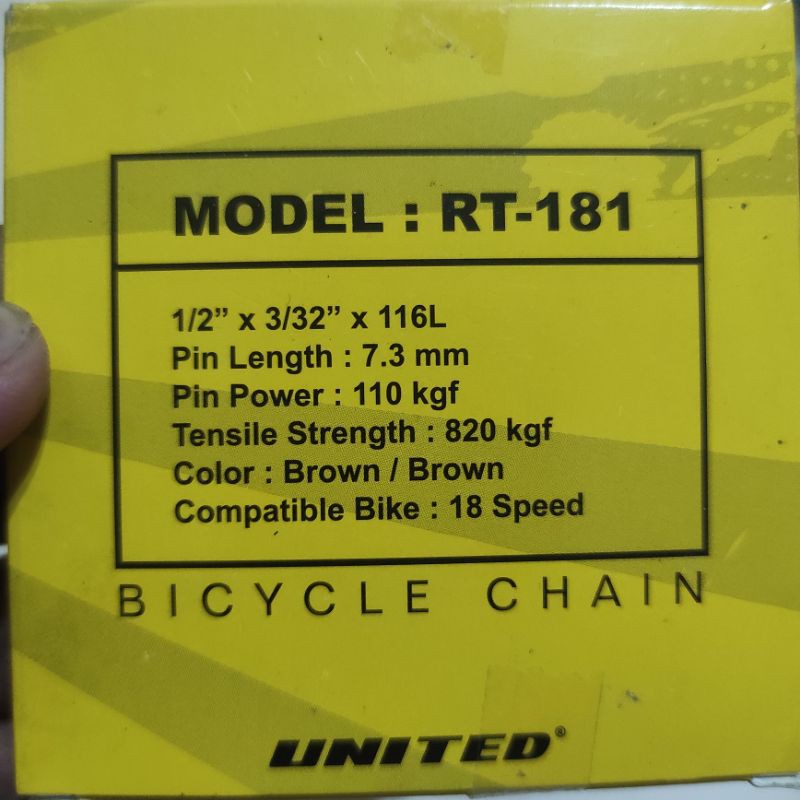 MODEL : RT-181
1/2” x 3/32” x 116L
Pin Length : 7.3 mm
Pin Power : 110 kgf
Tensile Strength : 820 kgf
Color : Brown / Brown
Compatible Bike : 18 Speed
BICYCLE CHAIN
UNITED®